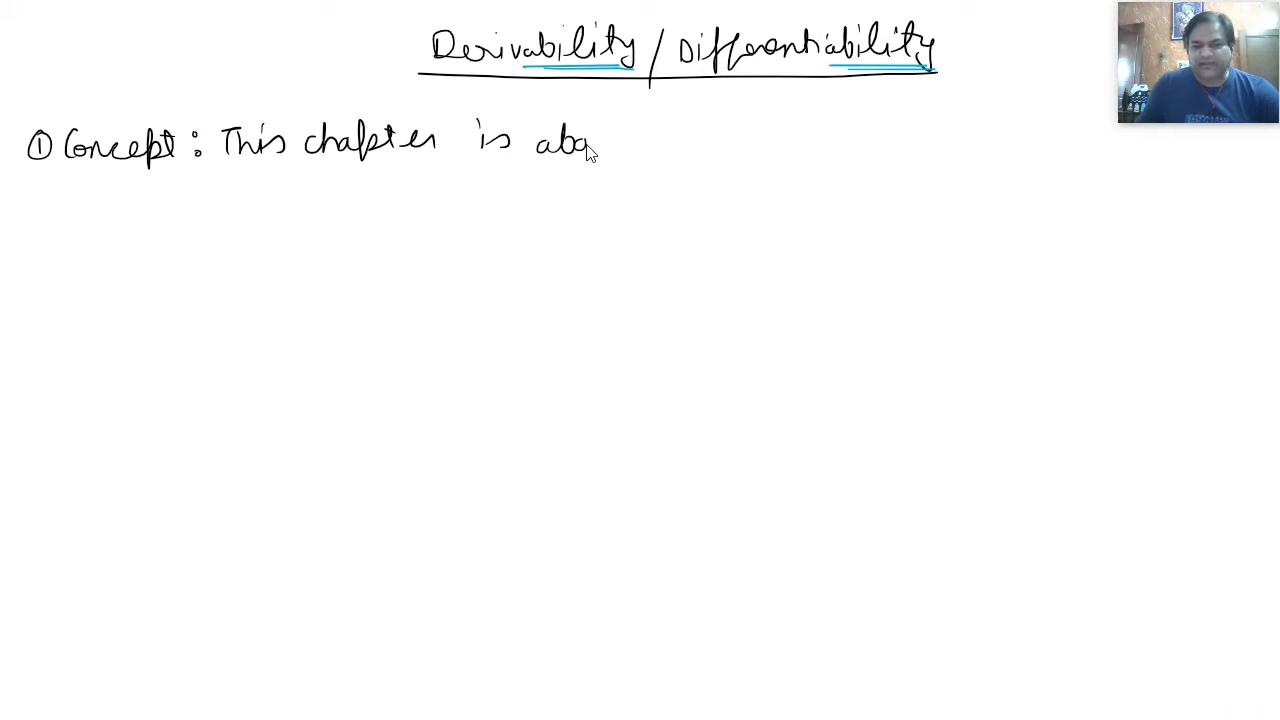 Derivability / Differentiability
① Concept : This chapter is abo